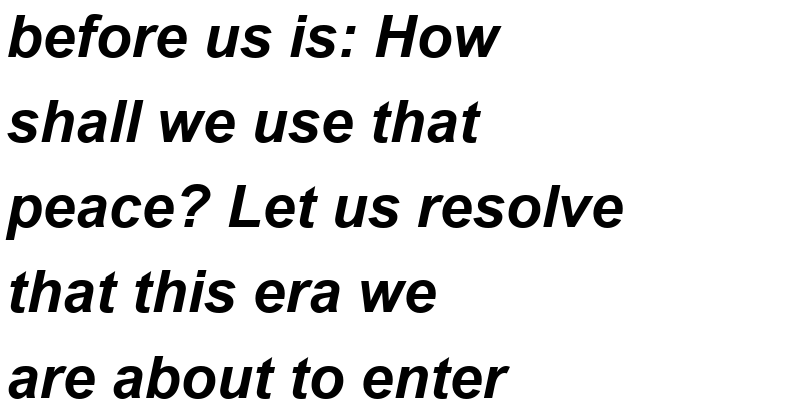 before us is: How
shall we use that
peace? Let us resolve
that this era we
are about to enter